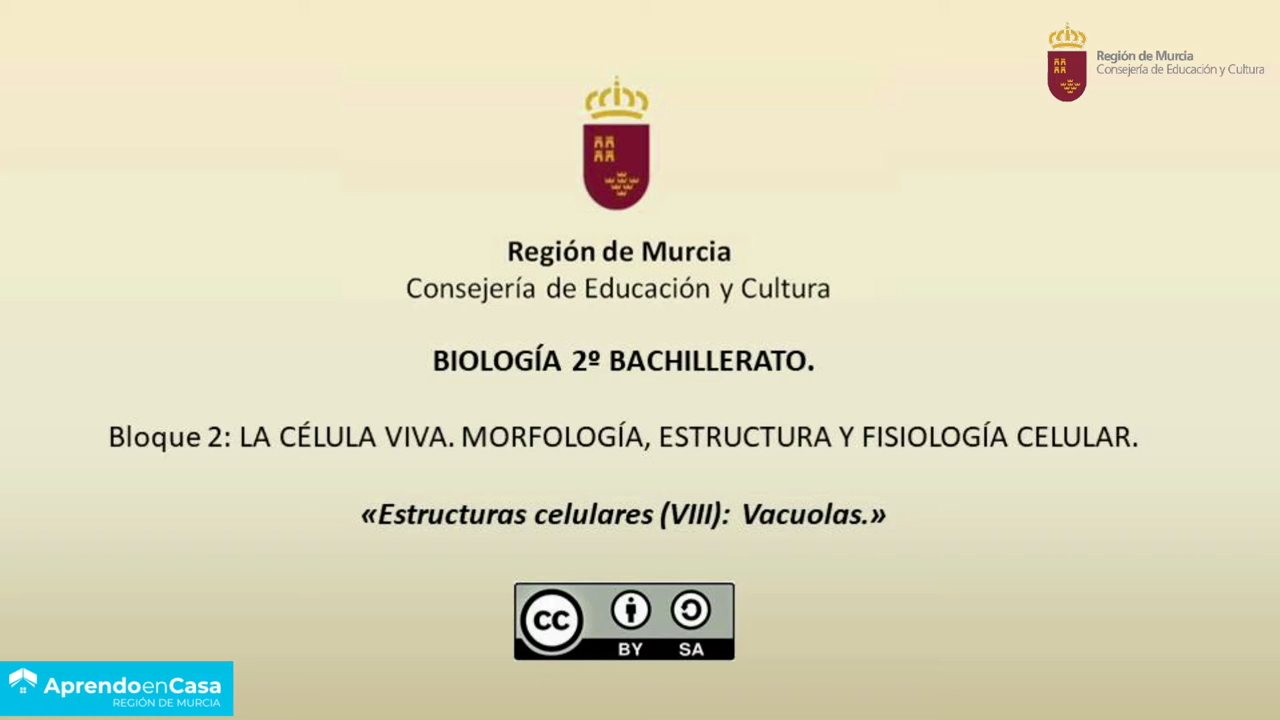 Región de Murcia
Consejería de Educación y Cultura
Región de Murcia
Consejería de Educación y Cultura
BIOLOGÍA 2º BACHILLERATO.
Bloque 2: LA CÉLULA VIVA. MORFOLOGÍA, ESTRUCTURA Y FISIOLOGÍA CELULAR.
«Estructuras celulares (VIII): Vacuolas.»
CC
BY SA
AprendoenCasa
REGIÓN DE MURCIA